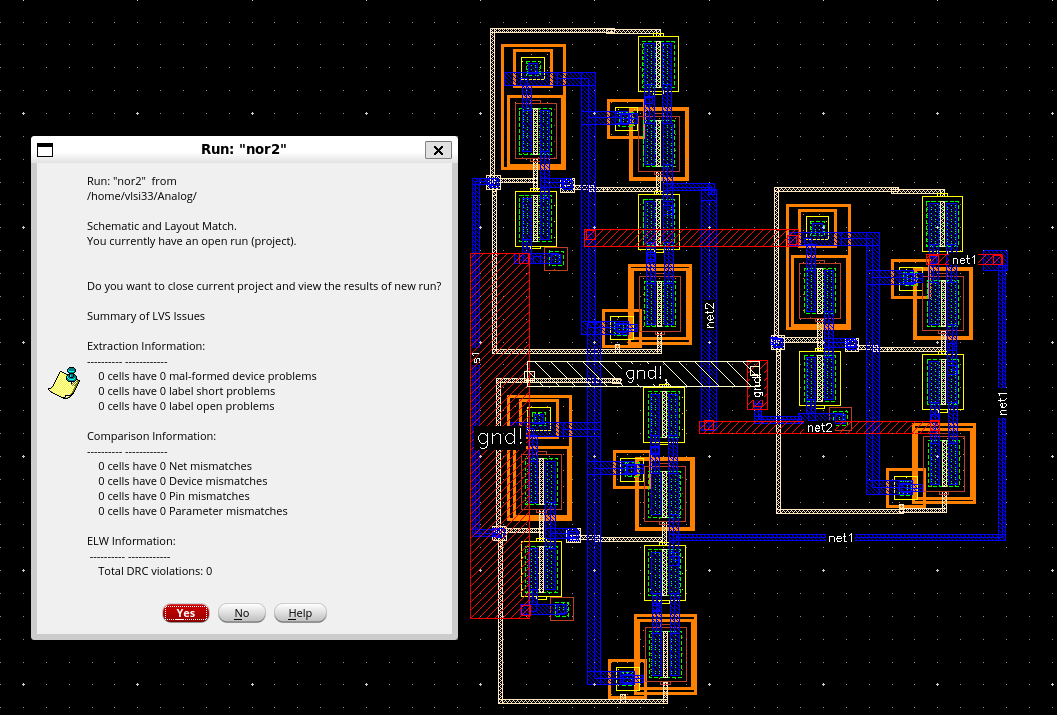 Run: "nor2"
Run: "nor2" from
/home/vlsi33/Analog/
Schematic and Layout Match.
You currently have an open run (project).
Do you want to close current project and view the results of new run?
Summary of LVS Issues
Extraction Information:
---------- -----------
0 cells have 0 mal-formed device problems
0 cells have 0 label short problems
0 cells have 0 label open problems
Comparison Information:
---------- -----------
0 cells have 0 Net mismatches
0 cells have 0 Device mismatches
0 cells have 0 Pin mismatches
0 cells have 0 Parameter mismatches
ELW Information:
---------- -----------
Total DRC violations: 0
Yes
No
Help
net1
net2
s1
gnd!
gnd!
net1
net2
gnd!
net1